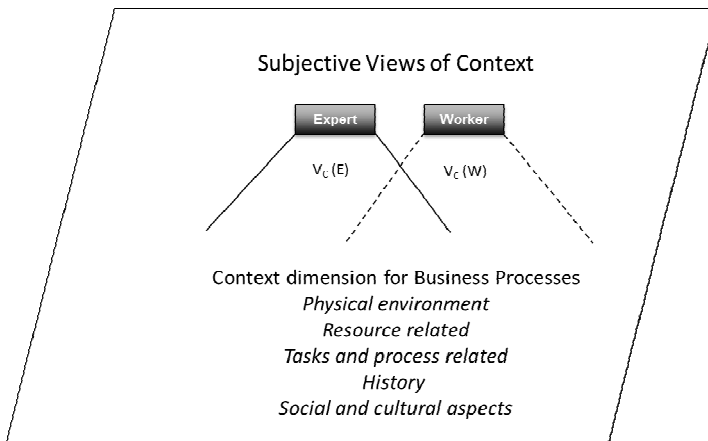 Subjective Views of Context
Expert Worker
V_C (E) V_C (W)
Context dimension for Business Processes
Physical environment
Resource related
Tasks and process related
History
Social and cultural aspects